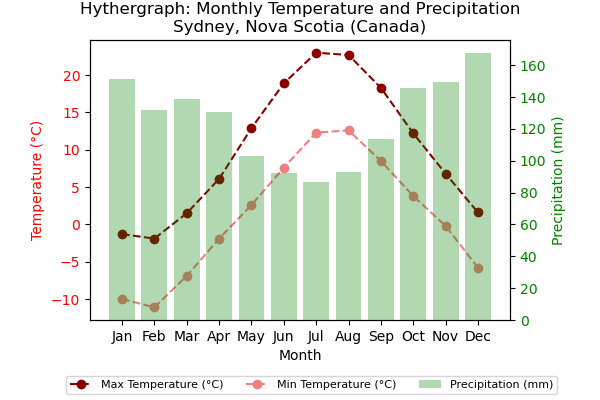 Hythergraph: Monthly Temperature and Precipitation
Sydney, Nova Scotia (Canada)
Temperature (°C)
20
15
10
5
0
−5
−10
160
140
120
100
80
60
40
20
0
Precipitation (mm)
Jan Feb Mar Apr May Jun Jul Aug Sep Oct Nov Dec
Month
Max Temperature (°C) Min Temperature (°C) Precipitation (mm)